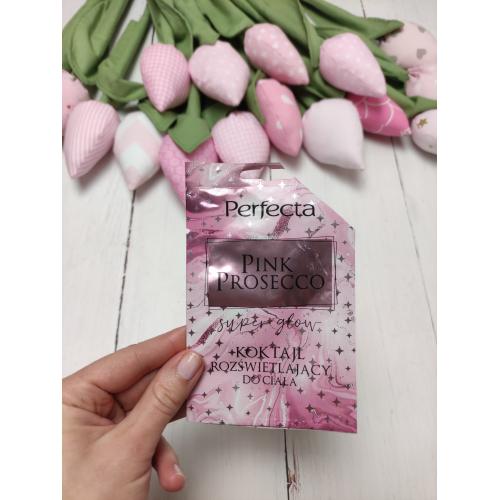 Perfecta
PINK
PROSECCO
super glow
KOKTAJL
ROZŚWIETLAJĄCY
DO CIAŁA